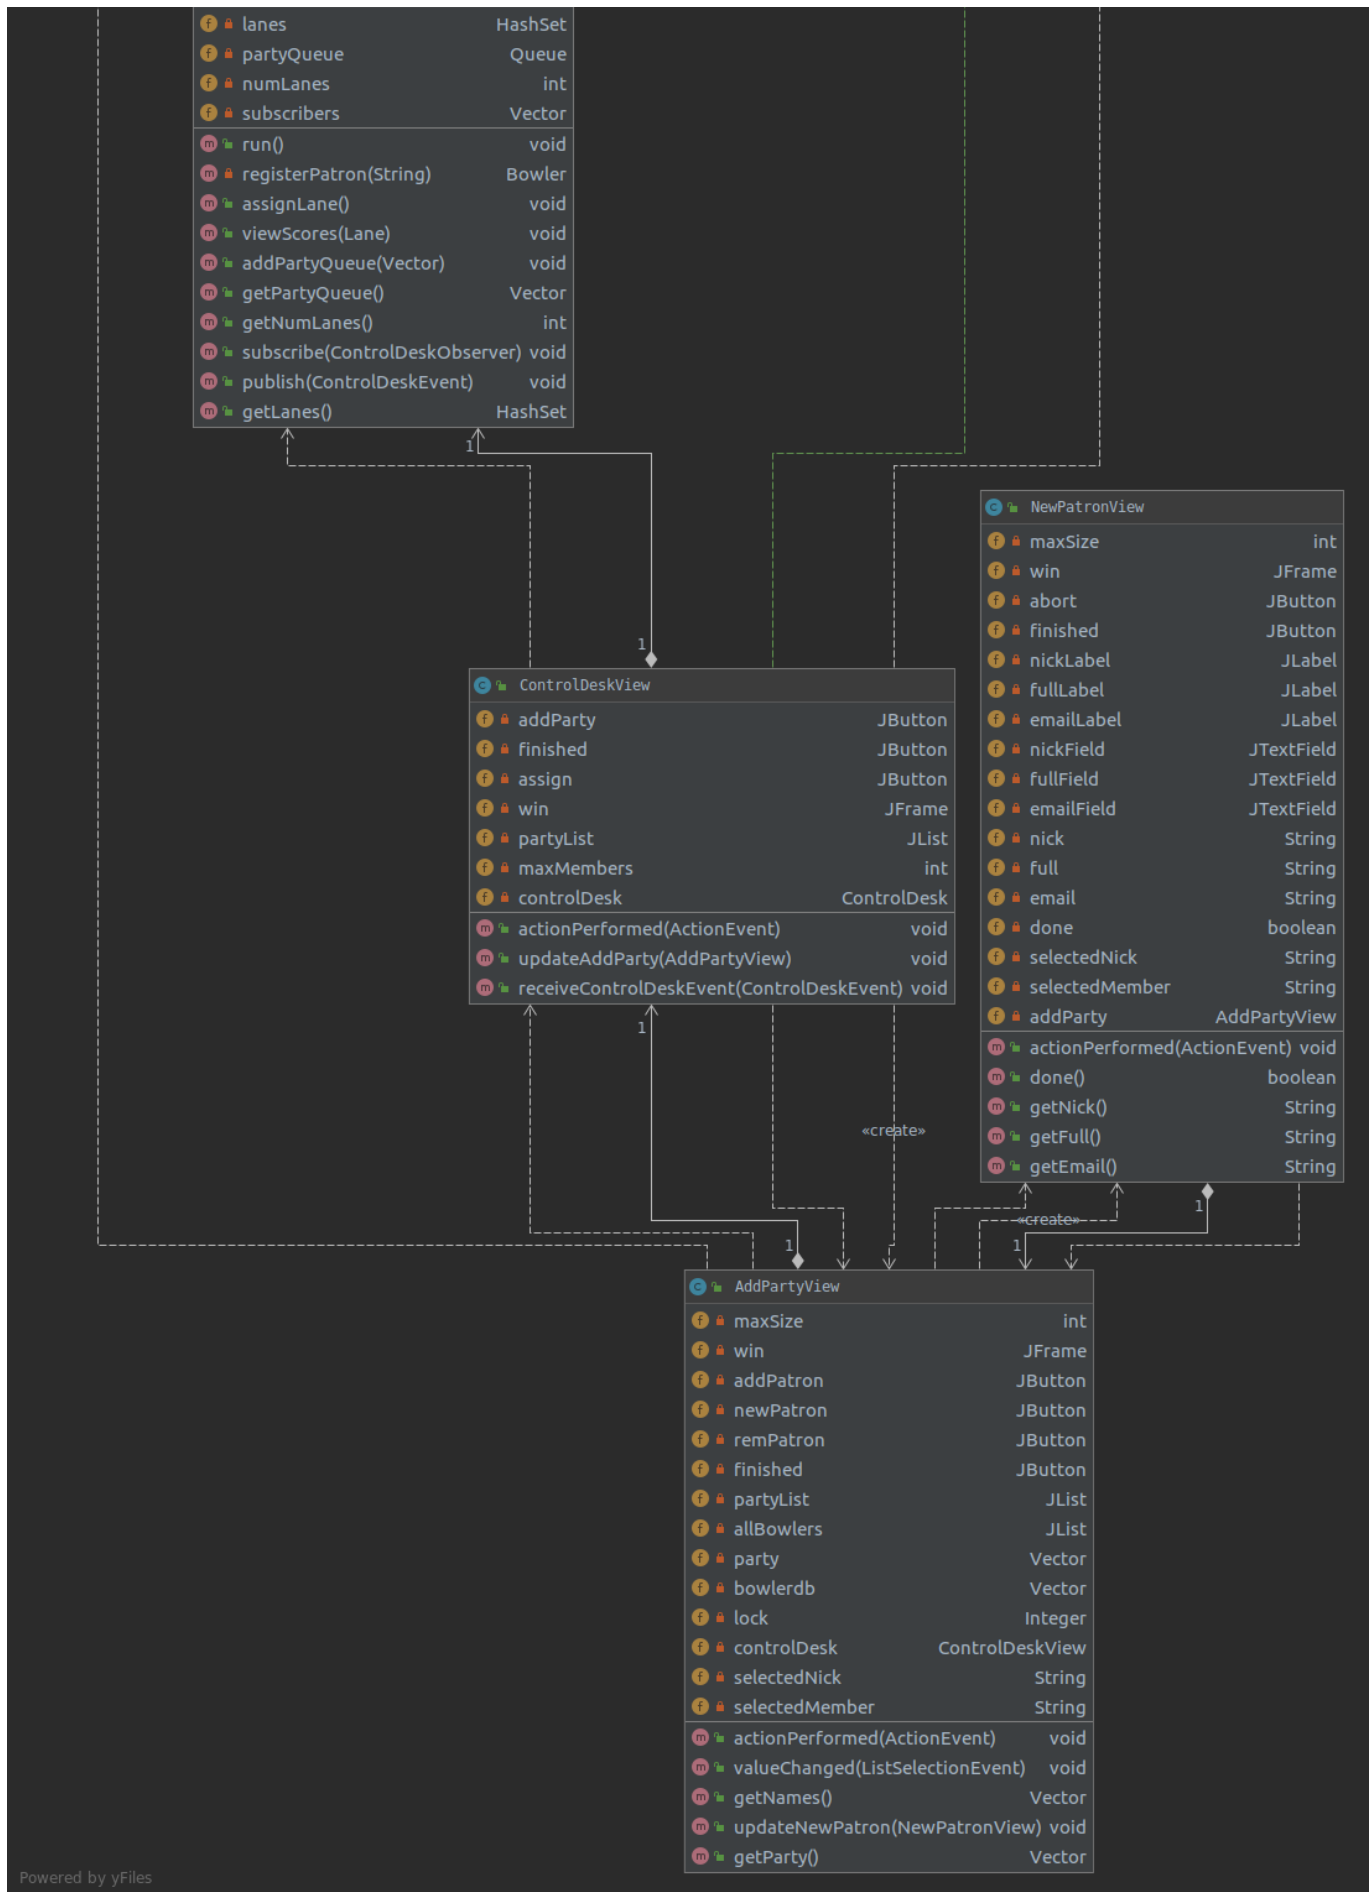 lanes HashSet
partyQueue Queue
numLanes int
subscribers Vector
run() void
registerPatron(String) Bowler
assignLane() void
viewScores(Lane) void
addPartyQueue(Vector) void
getPartyQueue() Vector
getNumLanes() int
subscribe(ControlDeskObserver) void
publish(ControlDeskEvent) void
getLanes() HashSet
1
1
ControlDeskView
addParty JButton
finished JButton
assign JButton
win JFrame
partyList JList
maxMembers int
controlDesk ControlDesk
actionPerformed(ActionEvent) void
updateAddParty(AddPartyView) void
receiveControlDeskEvent(ControlDeskEvent) void
NewPatronView
maxSize int
win JFrame
abort JButton
finished JButton
nickLabel JLabel
fullLabel JLabel
emailLabel JLabel
nickField JTextField
fullField JTextField
emailField JTextField
nick String
full String
email String
done boolean
selectedNick String
selectedMember String
addParty AddPartyView
actionPerformed(ActionEvent) void
done() boolean
getNick() String
getFull() String
getEmail() String
1
«create»
1
«create»
1
1
AddPartyView
maxSize int
win JFrame
addPatron JButton
newPatron JButton
remPatron JButton
finished JButton
partyList JList
allBowlers JList
party Vector
bowlerdb Vector
lock Integer
controlDesk ControlDeskView
selectedNick String
selectedMember String
actionPerformed(ActionEvent) void
valueChanged(ListSelectionEvent) void
getNames() Vector
updateNewPatron(NewPatronView) void
getParty() Vector
Powered by yFiles